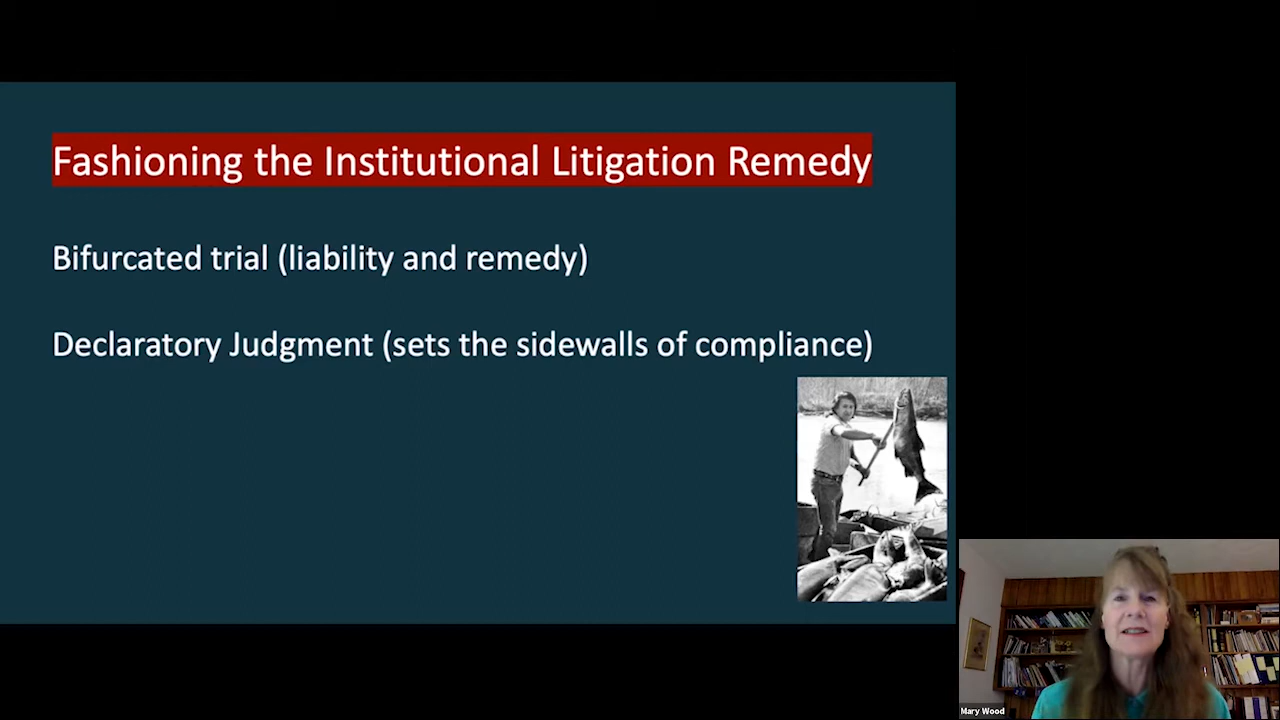 Fashioning the Institutional Litigation Remedy
Bifurcated trial (liability and remedy)
Declaratory Judgment (sets the sidewalls of compliance)
Mary Wood